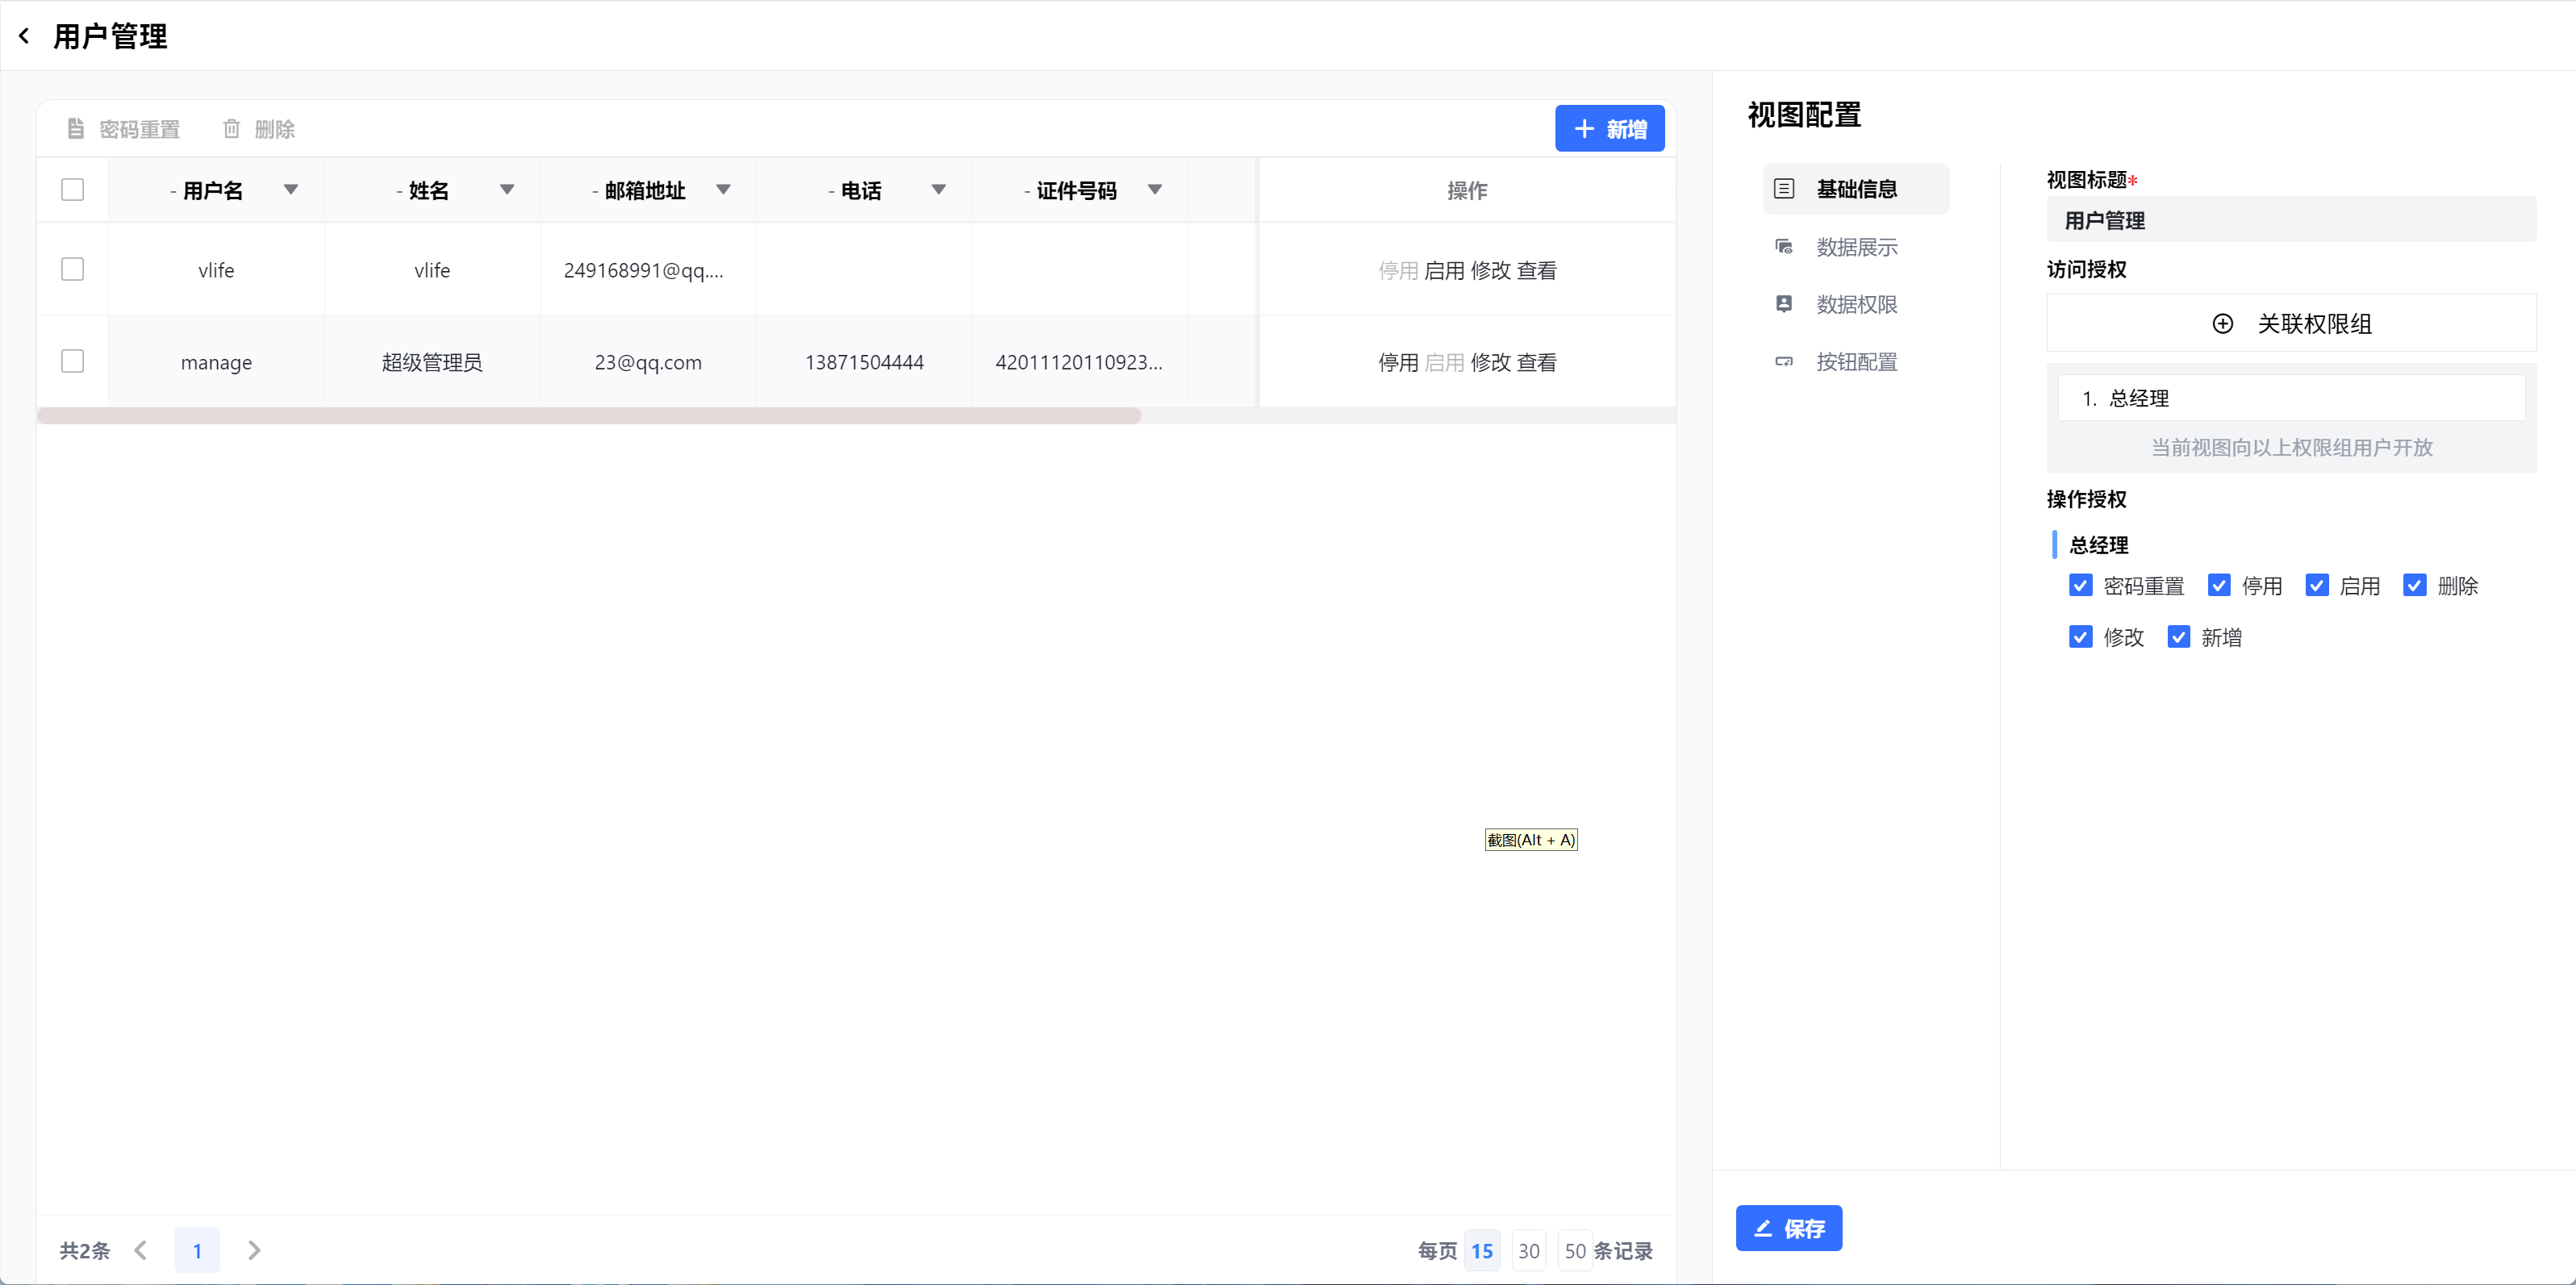 用户管理
密码重置 删除 新增
- 用户名 - 姓名 - 邮箱地址 - 电话 - 证件号码 操作
vlife vlife 249168991@qq.... 停用 启用 修改 查看
manage 超级管理员 23@qq.com 13871504444 42011120110923... 停用 启用 修改 查看
截图(Alt + A)
共2条 1 每页 15 30 50 条记录
视图配置
基础信息
数据展示
数据权限
按钮配置
视图标题*
用户管理
访问授权
关联权限组
1. 总经理
当前视图向以上权限组用户开放
操作授权
总经理
密码重置 停用 启用 删除
修改 新增
保存